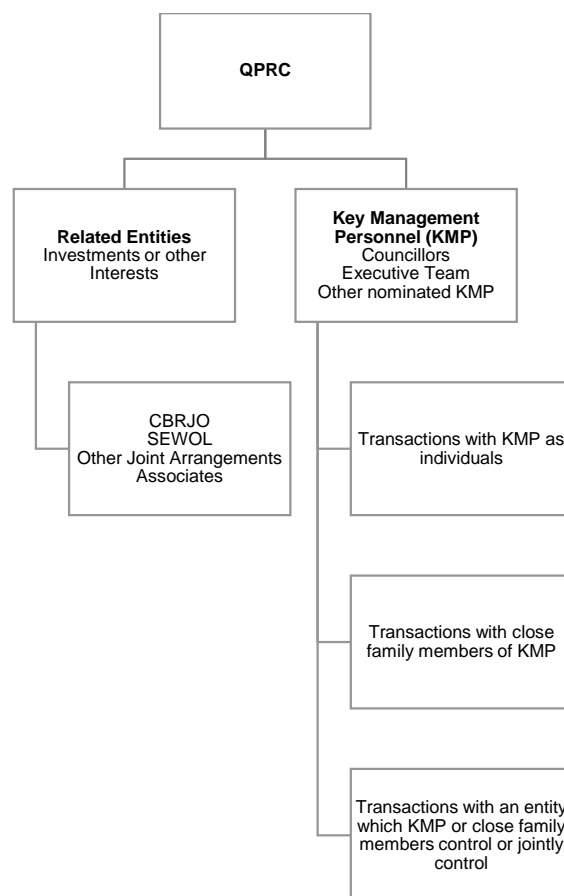 QPRC
Related Entities
Investments or other
Interests
Key Management
Personnel (KMP)
Councillors
Executive Team
Other nominated KMP
CBRJO
SEWOL
Other Joint Arrangements
Associates
Transactions with KMP as
individuals
Transactions with close
family members of KMP
Transactions with an entity
which KMP or close family
members control or jointly
control